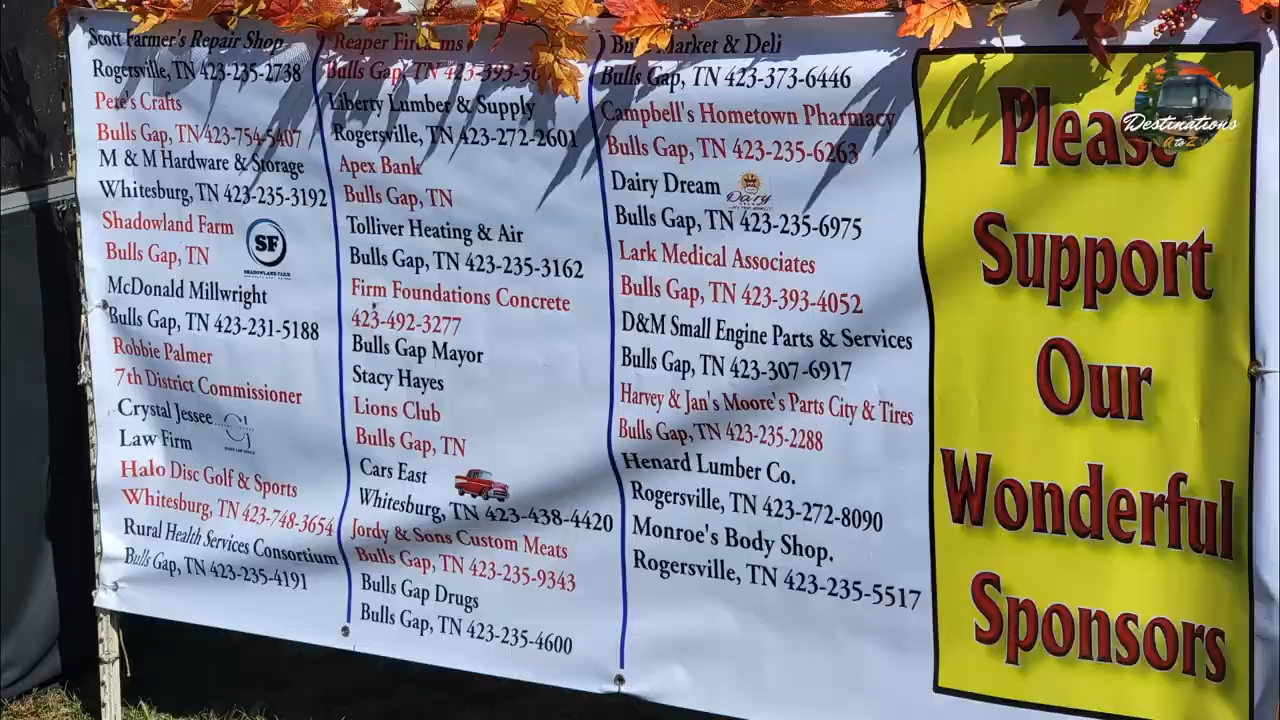 Scott Farmer's Repair Shop
Rogersville, TN 423-235-2738
Pete's Crafts
Bulls Gap, TN 423-754-5407
M & M Hardware & Storage
Whitesburg, TN 423-235-3192
Shadowland Farm
Bulls Gap, TN
SF
SHADOWLAND FARM
McDonald Millwright
Bulls Gap, TN 423-231-5188
Robbie Palmer
7th District Commissioner
Crystal Jessee
Law Firm
Halo Disc Golf & Sports
Whitesburg, TN 423-748-3654
Rural Health Services Consortium
Bulls Gap, TN 423-235-4191
Reaper Firearms
Bulls Gap, TN
Liberty Lumber & Supply
Rogersville, TN 423-272-2601
Apex Bank
Bulls Gap, TN
Tolliver Heating & Air
Bulls Gap, TN 423-235-3162
Firm Foundations Concrete
423-492-3277
Bulls Gap Mayor
Stacy Hayes
Lions Club
Bulls Gap, TN
Cars East
Whitesburg, TN 423-438-4420
Jordy & Sons Custom Meats
Bulls Gap, TN 423-235-9343
Bulls Gap Drugs
Bulls Gap, TN 423-235-4600
Market & Deli
Bulls Gap, TN 423-373-6446
Campbell's Hometown Pharmacy
Bulls Gap, TN 423-235-6263
Dairy Dream
Dairy
Bulls Gap, TN 423-235-6975
Lark Medical Associates
Bulls Gap, TN 423-393-4052
D&M Small Engine Parts & Services
Bulls Gap, TN 423-307-6917
Harvey & Jan's Moore's Parts City & Tires
Bulls Gap, TN 423-235-2288
Henard Lumber Co.
Rogersville, TN 423-272-8090
Monroe's Body Shop.
Rogersville, TN 423-235-5517
Please
Support
Our
Wonderful
Sponsors
Destinations
A to Z